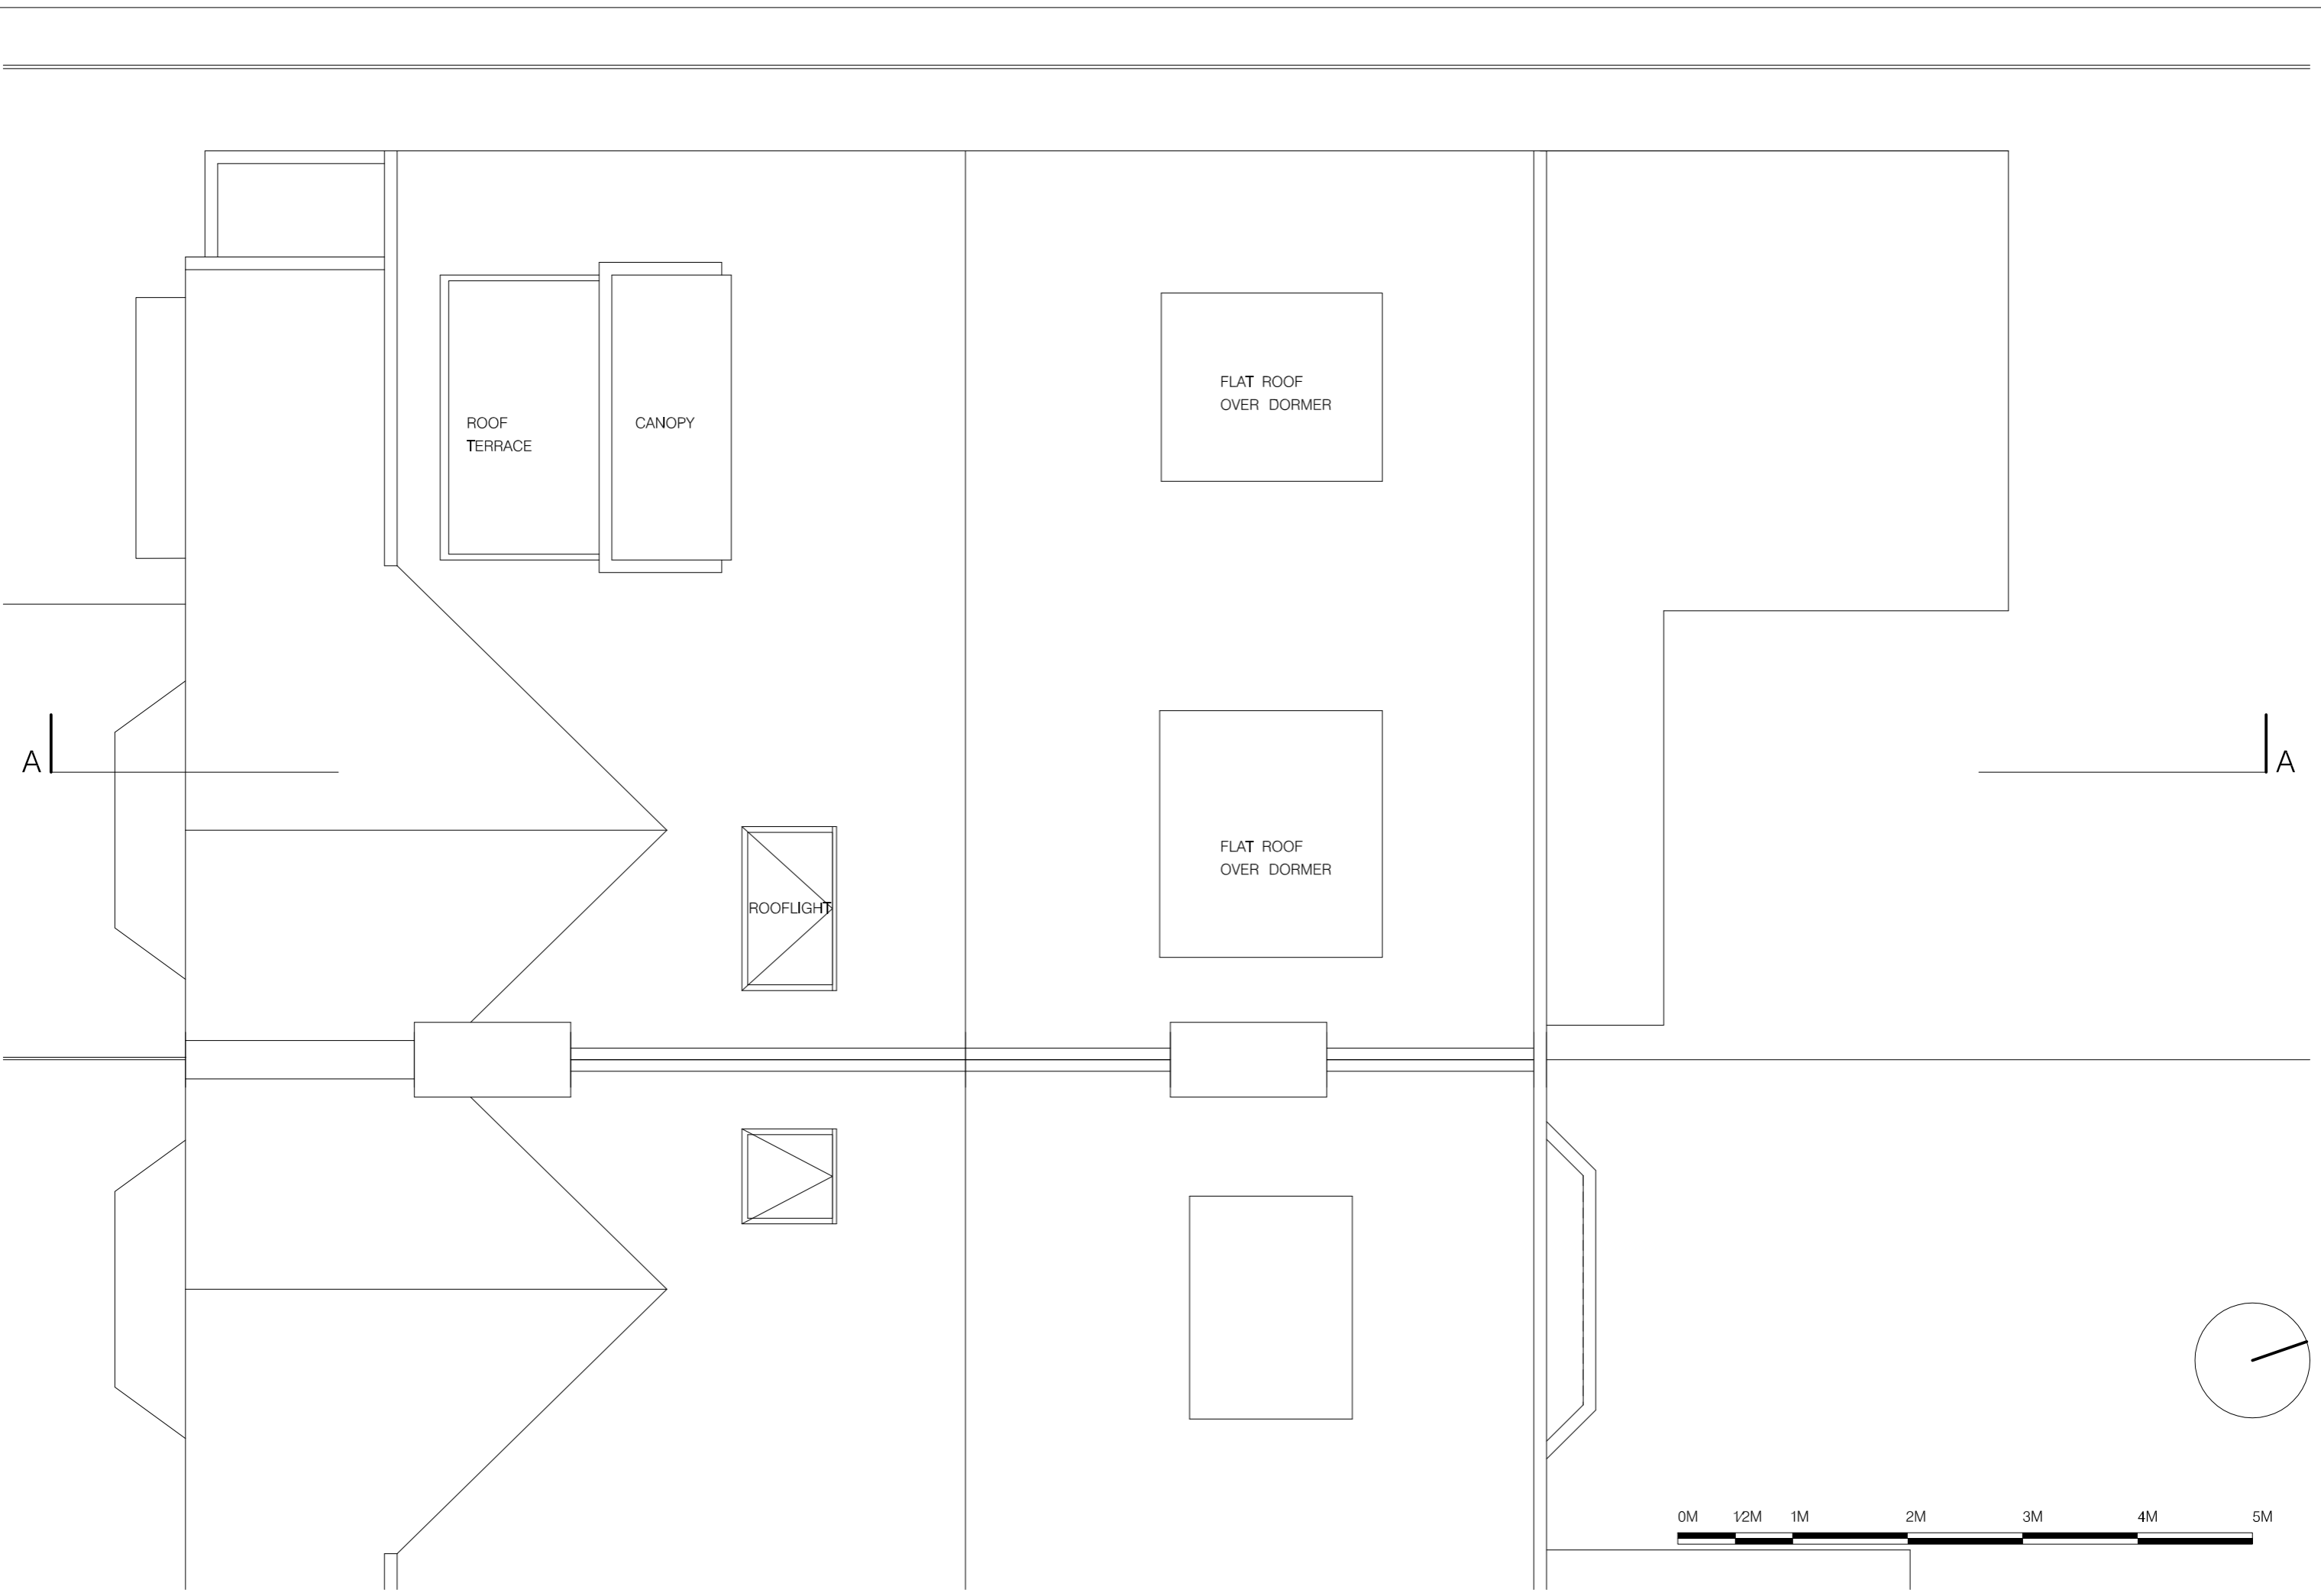 FLAT ROOF
OVER DORMER
ROOF
TERRACE
CANOPY
A
A
FLAT ROOF
OVER DORMER
ROOFLIGHT
0M 1/2M 1M 2M 3M 4M 5M